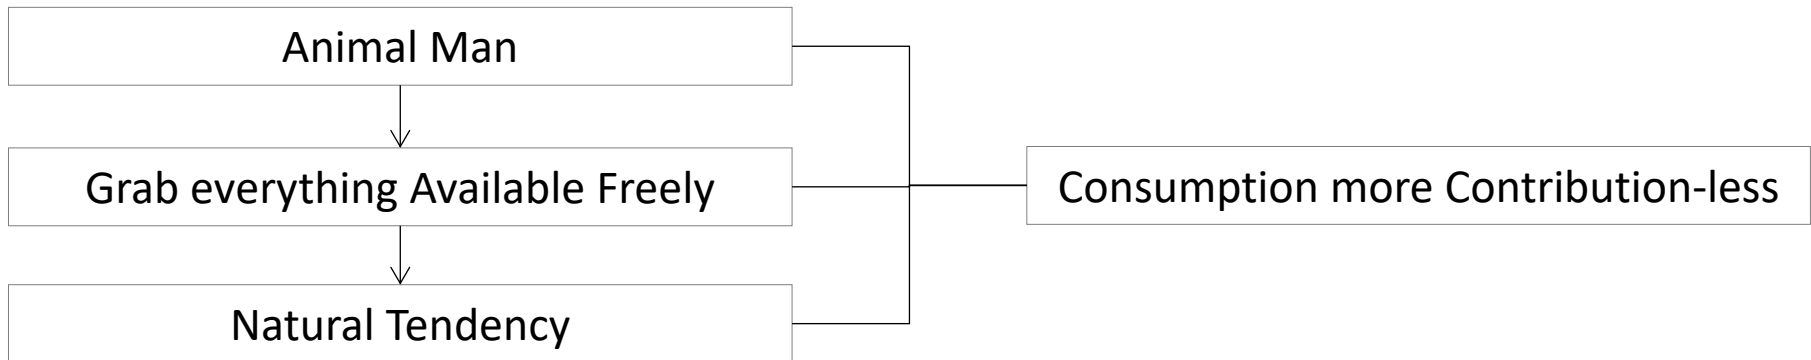 Animal Man
Grab everything Available Freely
Consumption more Contribution-less
Natural Tendency